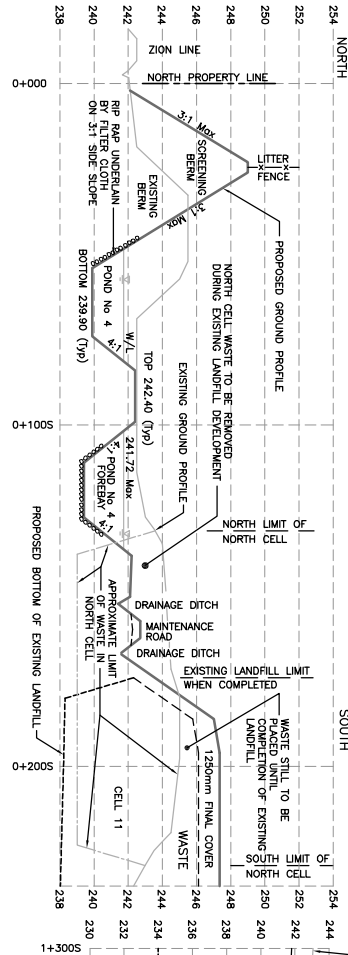 NORTH
SOUTH
254
252
250
248
246
244
242
240
238
ZION LINE
NORTH PROPERTY LINE
3:1 Max
SCREENING
BERM
LITTER
FENCE
3:1
Max
EXISTING
BERM
PROPOSED GROUND PROFILE
RIP RAP UNDERLAIN
BY FILTER CLOTH
ON 3:1 SIDE SLOPE
POND No 4
BOTTOM 239.90 (Typ)
4:1
W/L
TOP 242.40 (Typ)
241.72 Max
NORTH CELL WASTE TO BE REMOVED
DURING EXISTING LANDFILL DEVELOPMENT
EXISTING GROUND PROFILE
4:1
POND No 4
FOREBAY
4:1
NORTH LIMIT OF
NORTH CELL
DRAINAGE DITCH
MAINTENANCE
ROAD
DRAINAGE DITCH
APPROXIMATE LIMIT
OF WASTE IN
NORTH CELL
PROPOSED BOTTOM OF EXISTING LANDFILL
EXISTING LANDFILL LIMIT
WHEN COMPLETED
WASTE STILL TO BE
PLACED UNTIL
COMPLETION OF EXISTING
LANDFILL
1250mm FINAL COVER
WASTE
CELL 11
SOUTH LIMIT OF
NORTH CELL
0+000
0+100S
0+200S
254
252
250
248
246
244
242
240
238
244
242
240
238
236
234
232
230
1+300S